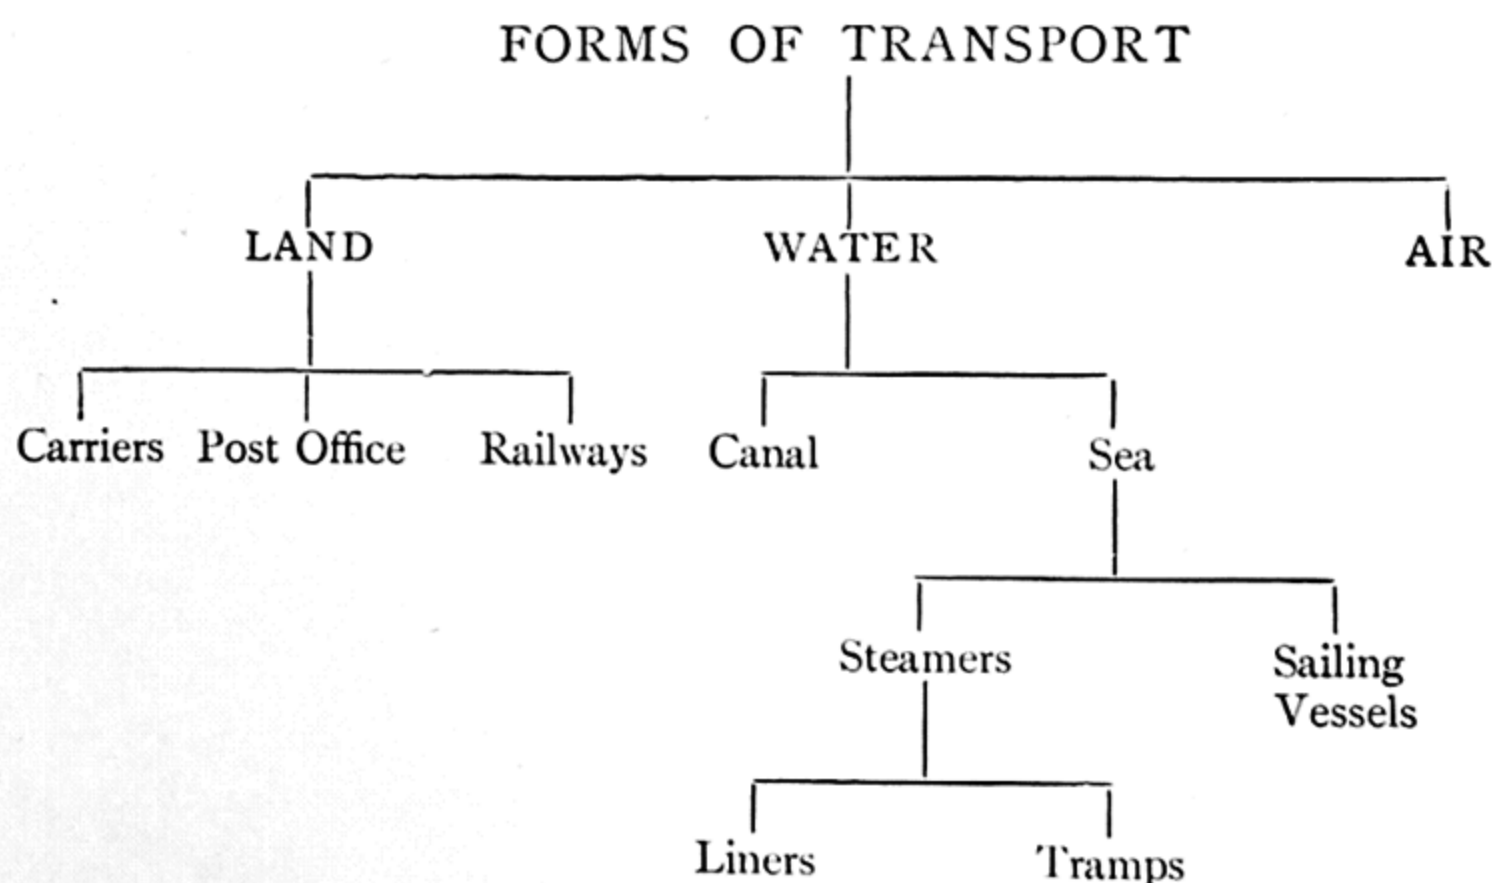 FORMS OF TRANSPORT
LAND WATER AIR
Carriers Post Office Railways Canal Sea
Steamers Sailing
Vessels
Liners Tramps